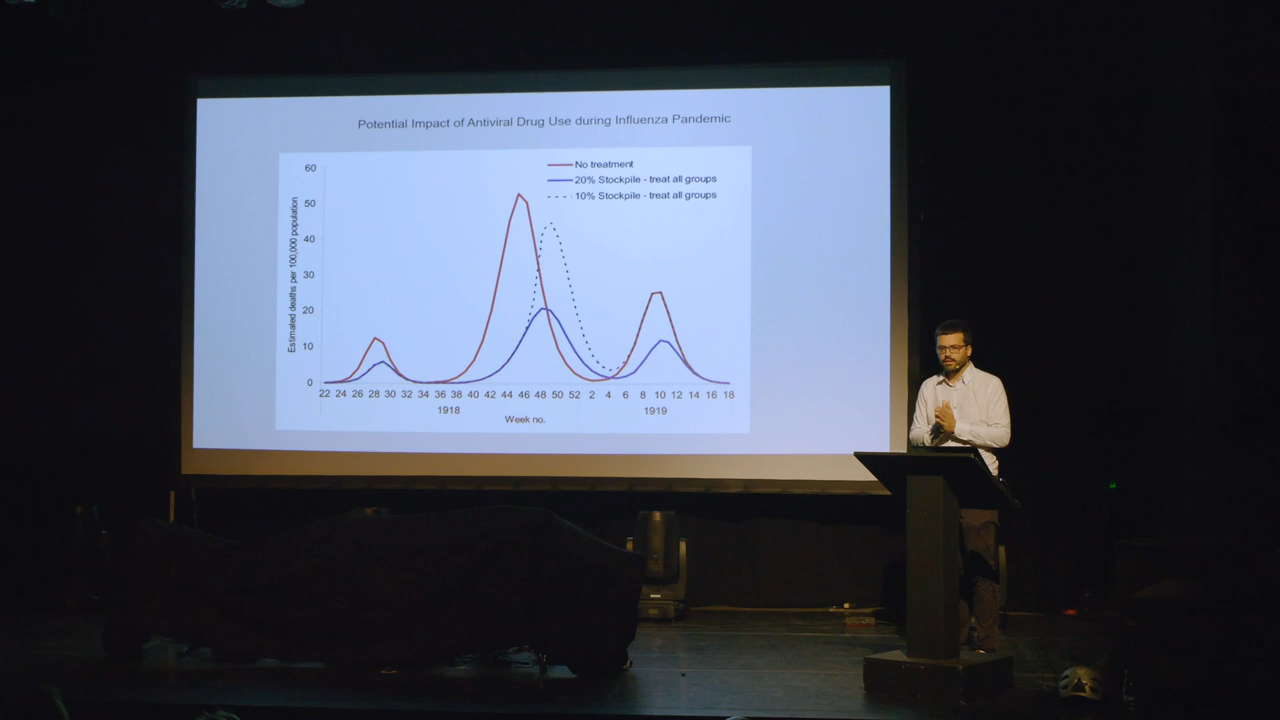 Potential Impact of Antiviral Drug Use during Influenza Pandemic
No treatment
20% Stockpile - treat all groups
10% Stockpile - treat all groups
Estimated deaths per 100,000 population
60
50
40
30
20
10
0
22 24 26 28 30 32 34 36 38 40 42 44 46 48 50 52 2 4 6 8 10 12 14 16 18
1918 1919
Week no.